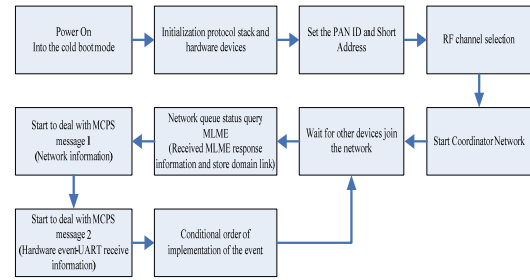 Power On
Into the cold boot mode
Initialization protocol stack and
hardware devices
Set the PAN ID and Short
Address
RF channel selection
Start to deal with MCPS
message 1
(Network information)
Network queue status query
MLME
(Received MLME response
information and store domain link)
Wait for other devices join
the network
Start Coordinator Network
Start to deal with MCPS
message 2
(Hardware event-UART receive
information)
Conditional order of
implementation of the event